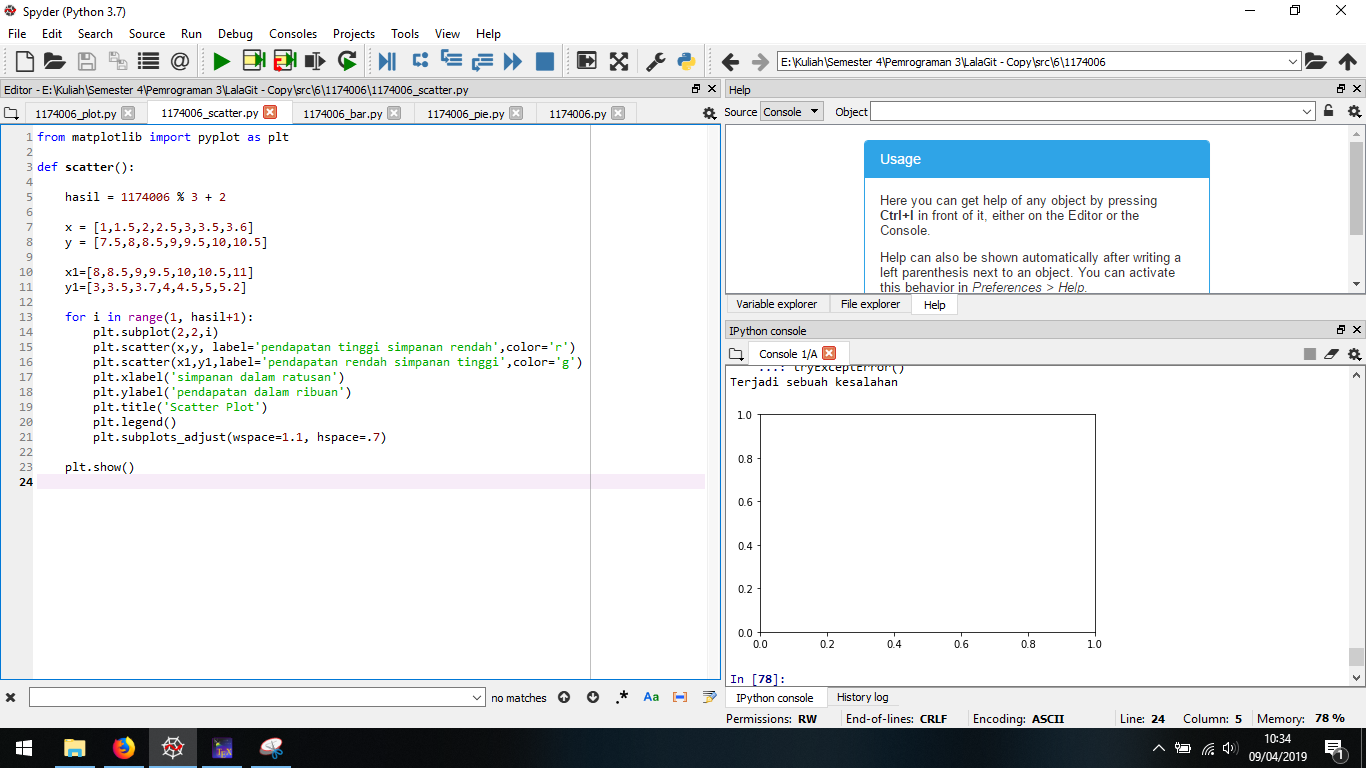 Spyder (Python 3.7)
File Edit Search Source Run Debug Consoles Projects Tools View Help
E:\Kuliah\Semester 4\Pemrograman 3\LalaGit - Copy\src\6\1174006
Editor - E:\Kuliah\Semester 4\Pemrograman 3\LalaGit - Copy\src\6\1174006\1174006_scatter.py
1174006_plot.py 1174006_scatter.py 1174006_bar.py 1174006_pie.py 1174006.py
1 from matplotlib import pyplot as plt
2
3 def scatter():
4
5     hasil = 1174006 % 3 + 2
6
7     x = [1,1.5,2,2.5,3,3.5,3.6]
8     y = [7.5,8,8.5,9,9.5,10,10.5]
9
10     x1=[8,8.5,9,9.5,10,10.5,11]
11     y1=[3,3.5,3.7,4,4.5,5,5.2]
12
13     for i in range(1, hasil+1):
14         plt.subplot(2,2,i)
15         plt.scatter(x,y, label='pendapatan tinggi simpanan rendah',color='r')
16         plt.scatter(x1,y1,label='pendapatan rendah simpanan tinggi',color='g')
17         plt.xlabel('simpanan dalam ratusan')
18         plt.ylabel('pendapatan dalam ribuan')
19         plt.title('Scatter Plot')
20         plt.legend()
21         plt.subplots_adjust(wspace=1.1, hspace=.7)
22
23     plt.show()
24
no matches .* Aa
Help
Source Console Object
Usage
Here you can get help of any object by pressing
Ctrl+I in front of it, either on the Editor or the
Console.
Help can also be shown automatically after writing a
left parenthesis next to an object. You can activate
this behavior in Preferences > Help.
Variable explorer File explorer Help
IPython console
Console 1/A
...: tryExceptError()
Terjadi sebuah kesalahan
1.0
0.8
0.6
0.4
0.2
0.0
0.0 0.2 0.4 0.6 0.8 1.0
In [78]:
IPython console History log
Permissions: RW End-of-lines: CRLF Encoding: ASCII Line: 24 Column: 5 Memory: 78 %
10:34
09/04/2019
1